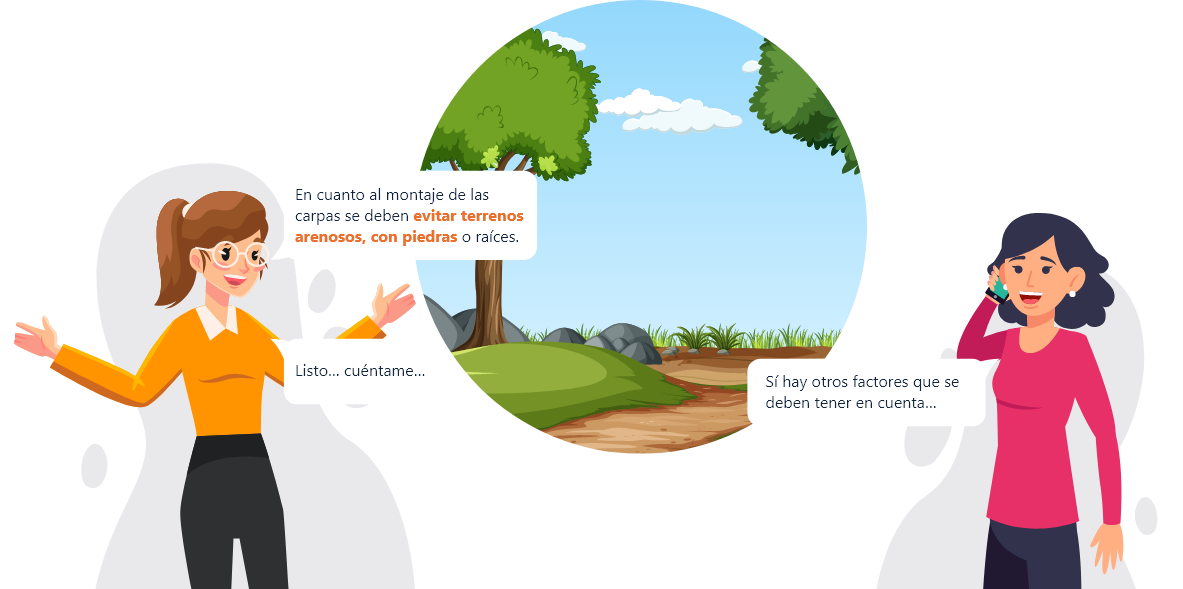 En cuanto al montaje de las
carpas se deben evitar terrenos
arenosos, con piedras o raíces.
Sí hay otros factores que se
deben tener en cuenta...
Listo... cuéntame...